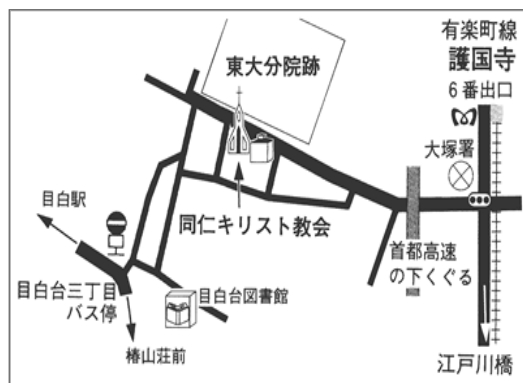 有楽町線
護国寺
6番出口
東大分院跡
大塚署
目白駅
同仁キリスト教会
首都高速
の下くぐる
目白台三丁目
バス停
目白台図書館
椿山荘前
江戸川橋